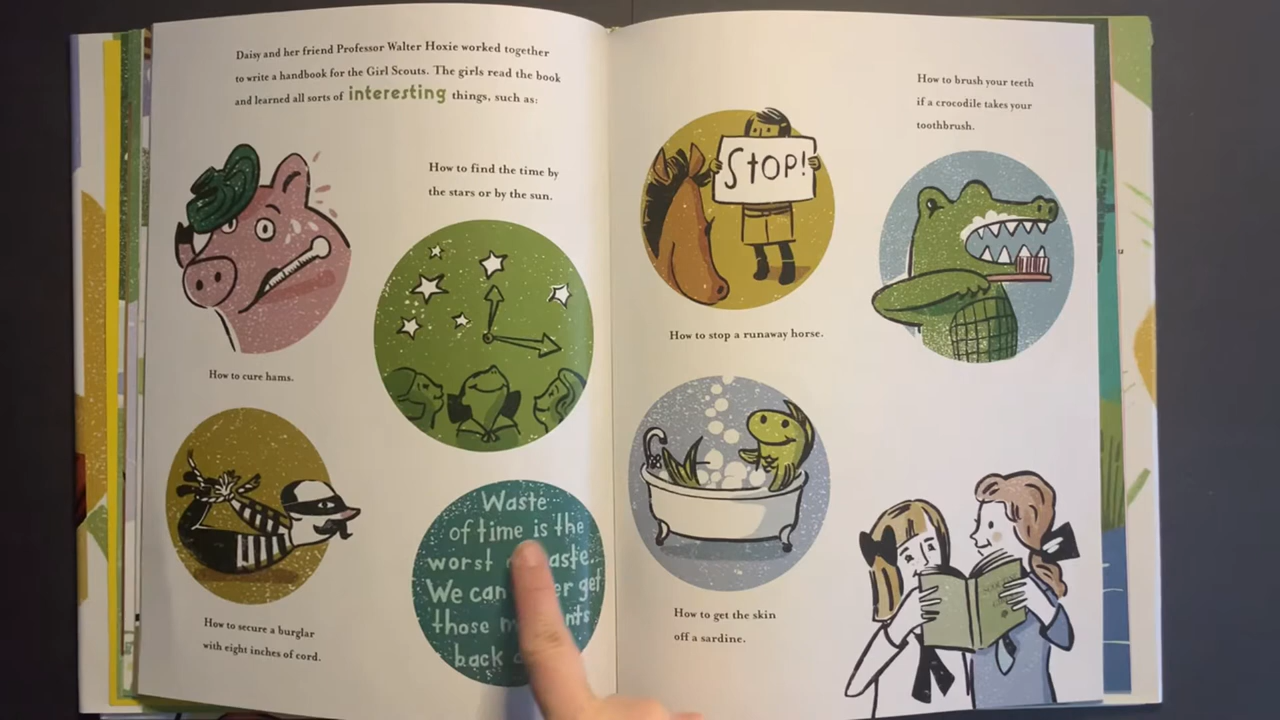 Daisy and her friend Professor Walter Hoxie worked together
to write a handbook for the Girl Scouts. The girls read the book
and learned all sorts of interesting things, such as:
How to find the time by
the stars or by the sun.
How to cure hams.
How to secure a burglar
with eight inches of cord.
Waste
of time is the
worst
We can get
those
back
STOP!
How to stop a runaway horse.
How to brush your teeth
if a crocodile takes your
toothbrush.
How to get the skin
off a sardine.